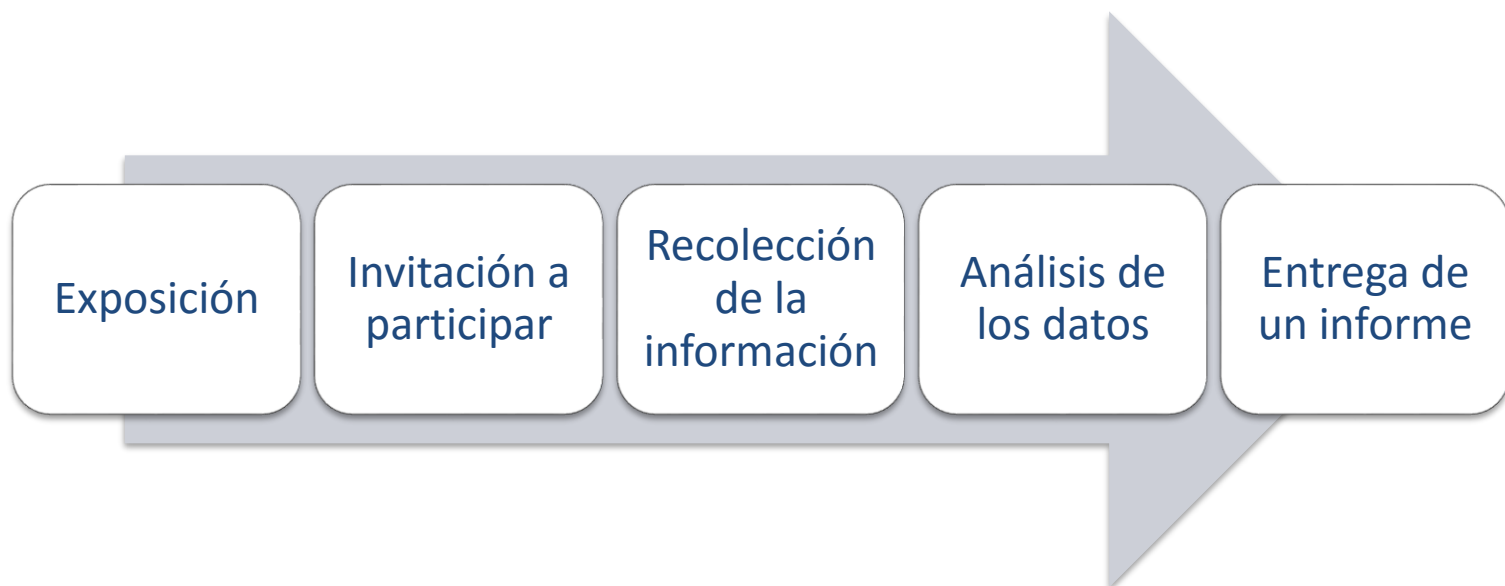 Exposición
Invitación a
participar
Recolección
de la
información
Análisis de
los datos
Entrega de
un informe